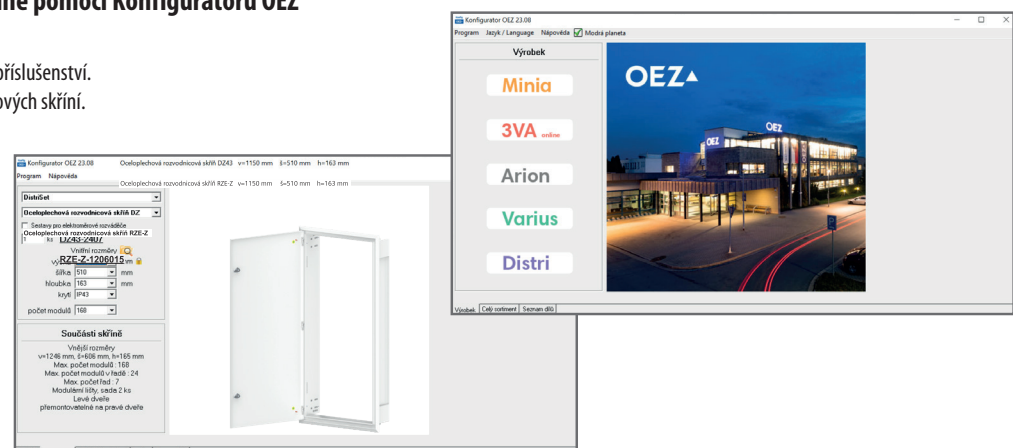 né pomocí Konfigurátoru OEZ
příslušenství.
ových skříní.
Konfigurator OEZ 23.08
Program Jazyk / Language Nápověda Modrá planeta
Výrobek
Minia
3VA online
Arion
Varius
Distri
OEZ
OEZ
OEZ
Výrobek Celý sortiment Seznam dílů
Konfigurator OEZ 23.08 Oceloplechová rozvodnicová skříň DZ43 v=1150 mm š=510 mm h=163 mm
Program Nápověda
Oceloplechová rozvodnicová skříň RZE-Z v=1150 mm š=510 mm h=163 mm
DistriSet
Oceloplechová rozvodnicová skříň DZ
Sestavy pro elektroměrové rozváděče
Oceloplechová rozvodnicová skříň RZE-Z
1 ks DZ43-2407
Vnitřní rozměry
RZE-Z-1206015
šířka 510 mm
hloubka 163 mm
krytí IP43
počet modulů 168
Součásti skříně
Vnější rozměry
v=1246 mm, š=606 mm, h=165 mm
Max. počet modulů : 168
Max. počet modulů v řadě : 24
Max. počet řad : 7
Modulární lišty, sada 2 ks
Levé dveře
přemontovatelné na pravé dveře